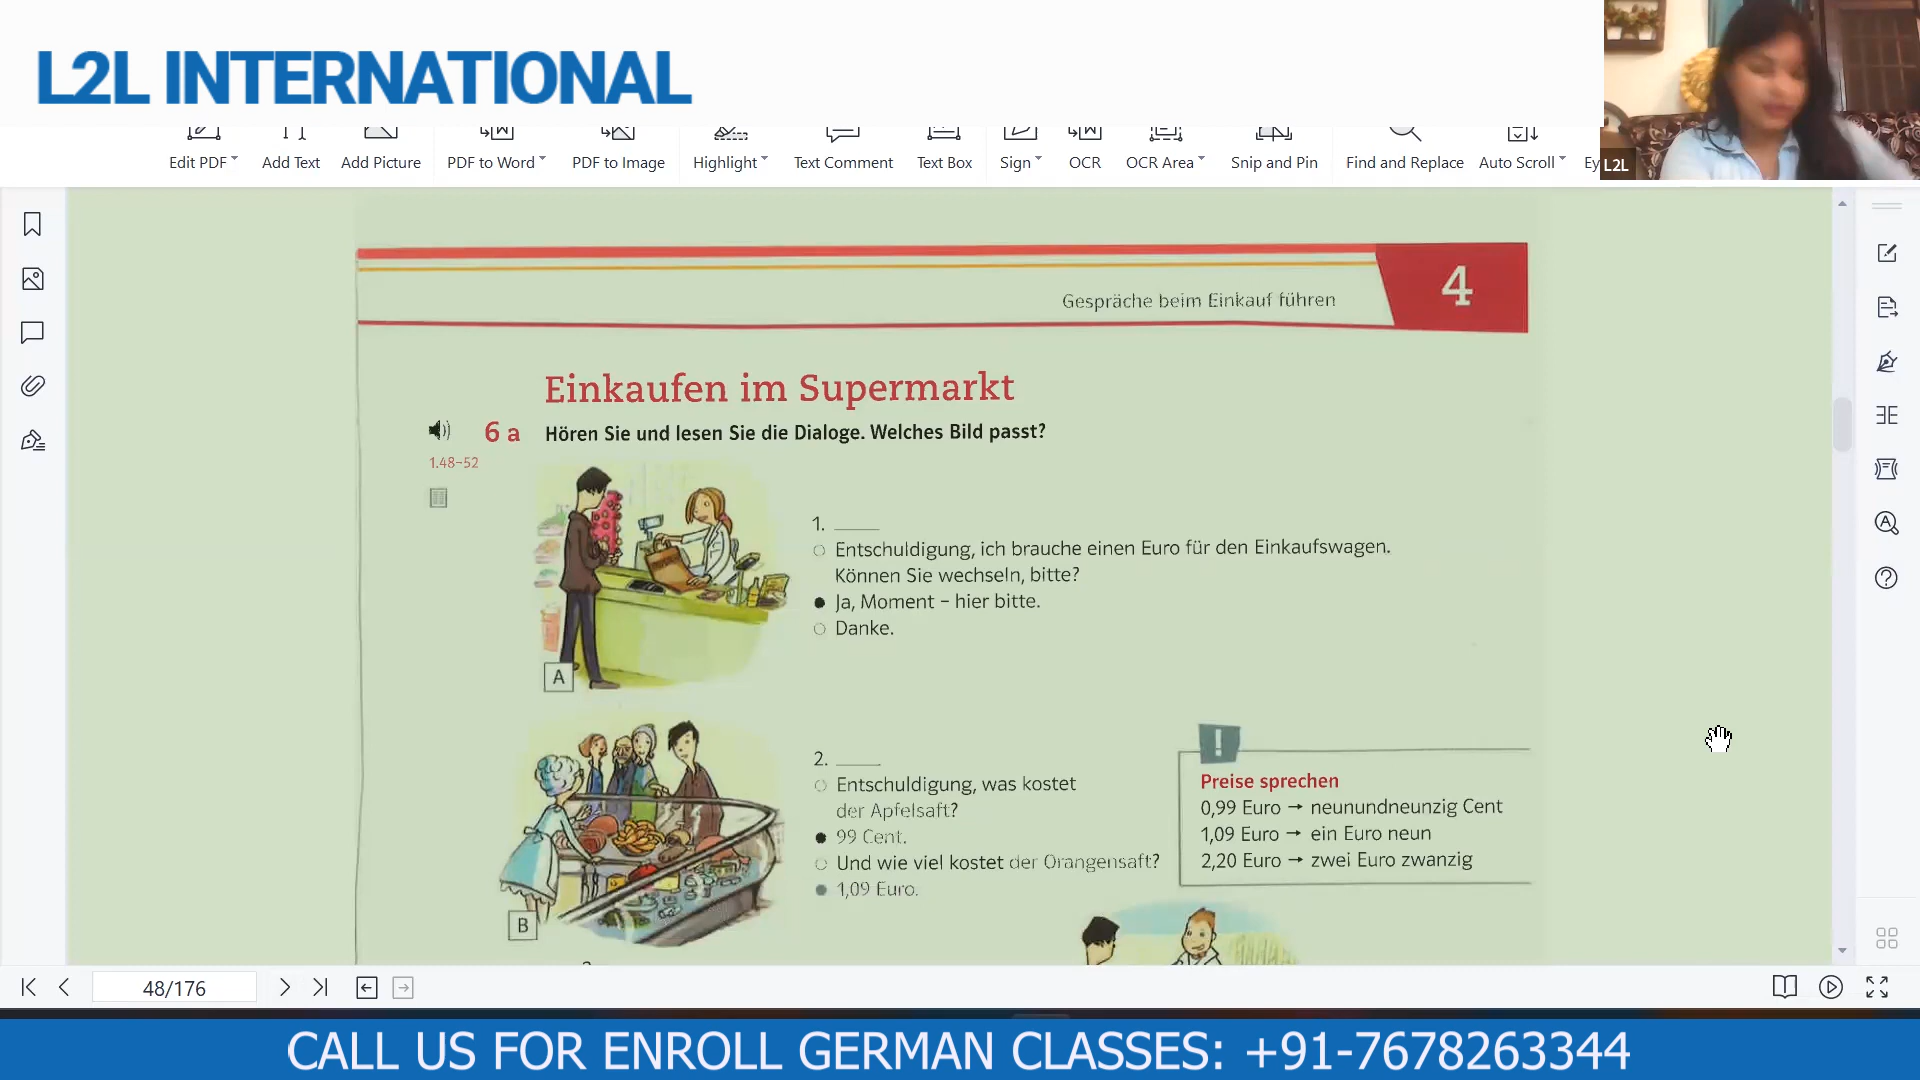 L2L INTERNATIONAL
Edit PDF
Add Text
Add Picture
PDF to Word
PDF to Image
Highlight
Text Comment
Text Box
Sign
OCR
OCR Area
Snip and Pin
Find and Replace
Auto Scroll
Ey
L2L
Gespräche beim Einkauf führen
4
Einkaufen im Supermarkt
6 a Hören Sie und lesen Sie die Dialoge. Welches Bild passt?
1.48–52
1. ____
○ Entschuldigung, ich brauche einen Euro für den Einkaufswagen.
Können Sie wechseln, bitte?
● Ja, Moment – hier bitte.
○ Danke.
A
2. ____
○ Entschuldigung, was kostet
der Apfelsaft?
● 99 Cent.
○ Und wie viel kostet der Orangensaft?
● 1,09 Euro.
!
Preise sprechen
0,99 Euro → neunundneunzig Cent
1,09 Euro → ein Euro neun
2,20 Euro → zwei Euro zwanzig
B
48/176
CALL US FOR ENROLL GERMAN CLASSES: +91-7678263344